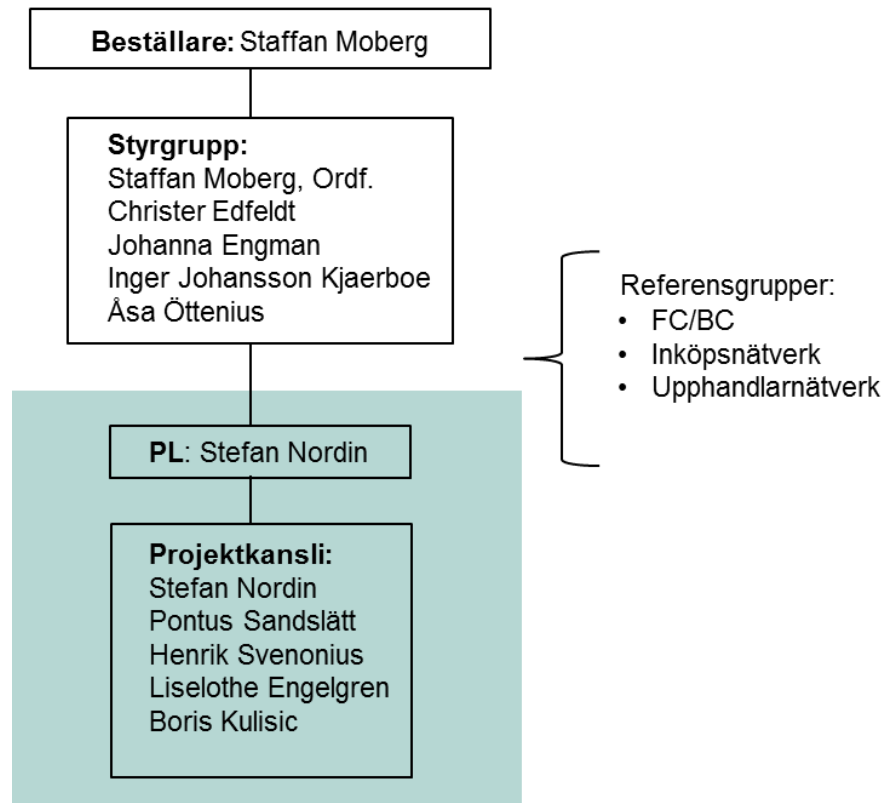 Beställare: Staffan Moberg
Styrgrupp:
Staffan Moberg, Ordf.
Christer Edfeldt
Johanna Engman
Inger Johansson Kjaerboe
Åsa Öttenius
Referensgrupper:
• FC/BC
• Inköpsnätverk
• Upphandlarnätverk
PL: Stefan Nordin
Projektkansli:
Stefan Nordin
Pontus Sandslätt
Henrik Svenonius
Liselothe Engelgren
Boris Kulisic